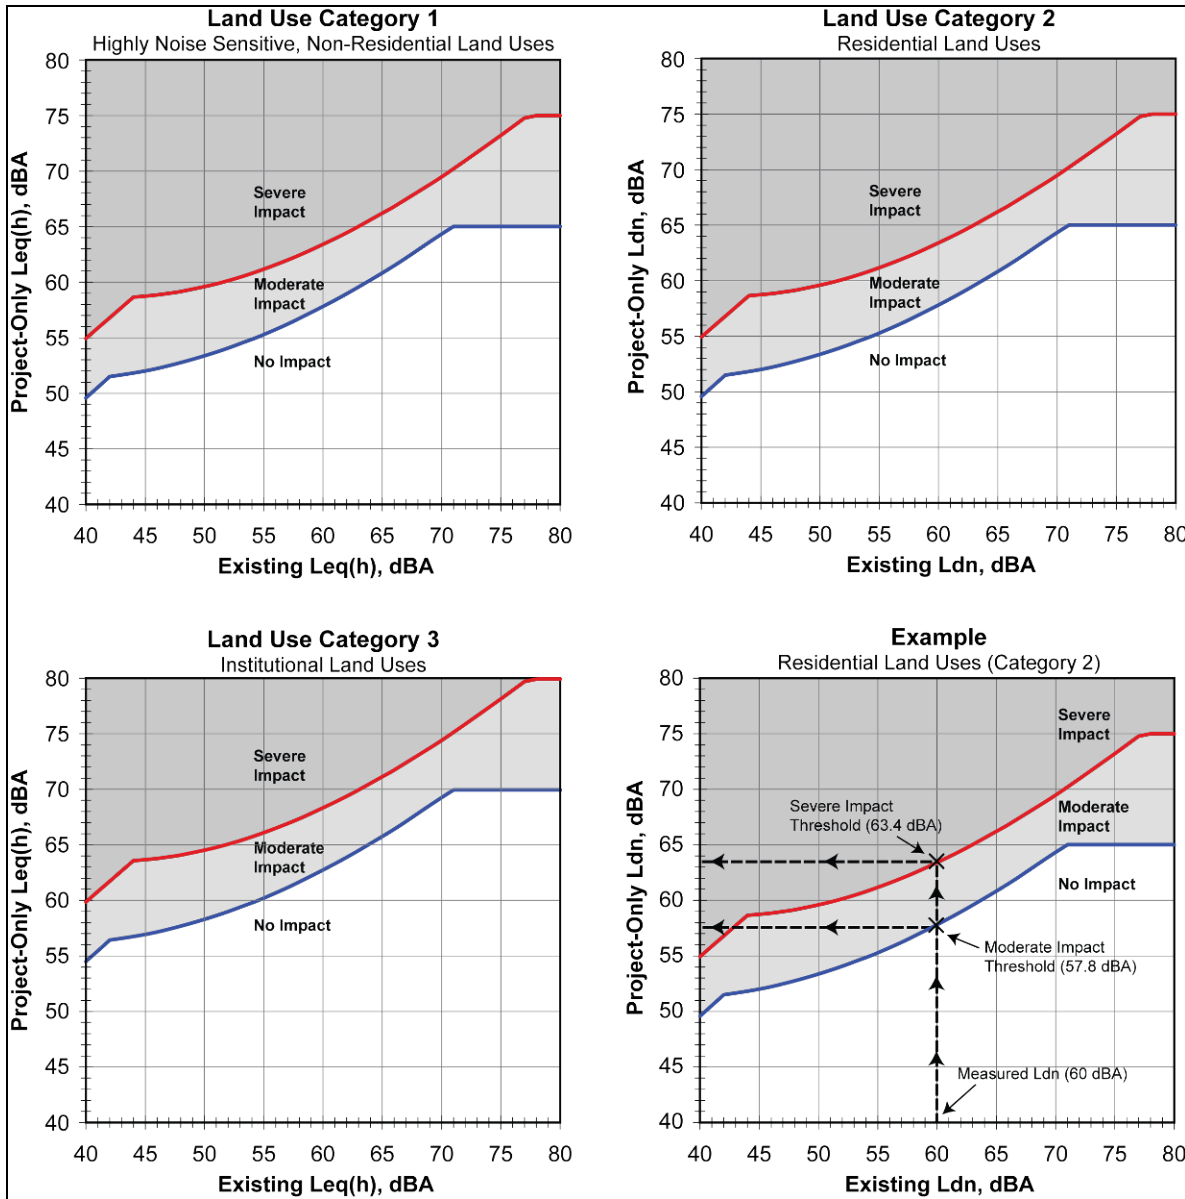 Land Use Category 1
Highly Noise Sensitive, Non-Residential Land Uses
80
75
70
65
60
55
50
45
40
Project-Only Leq(h), dBA
Severe
Impact
Moderate
Impact
No Impact
40 45 50 55 60 65 70 75 80
Existing Leq(h), dBA
Land Use Category 2
Residential Land Uses
80
75
70
65
60
55
50
45
40
Project-Only Ldn, dBA
Severe
Impact
Moderate
Impact
No Impact
40 45 50 55 60 65 70 75 80
Existing Ldn, dBA
Land Use Category 3
Institutional Land Uses
80
75
70
65
60
55
50
45
40
Project-Only Leq(h), dBA
Severe
Impact
Moderate
Impact
No Impact
40 45 50 55 60 65 70 75 80
Existing Leq(h), dBA
Example
Residential Land Uses (Category 2)
80
75
70
65
60
55
50
45
40
Project-Only Ldn, dBA
Severe
Impact
Severe Impact
Threshold (63.4 dBA)
Moderate
Impact
No Impact
Moderate Impact
Threshold (57.8 dBA)
Measured Ldn (60 dBA)
40 45 50 55 60 65 70 75 80
Existing Ldn, dBA